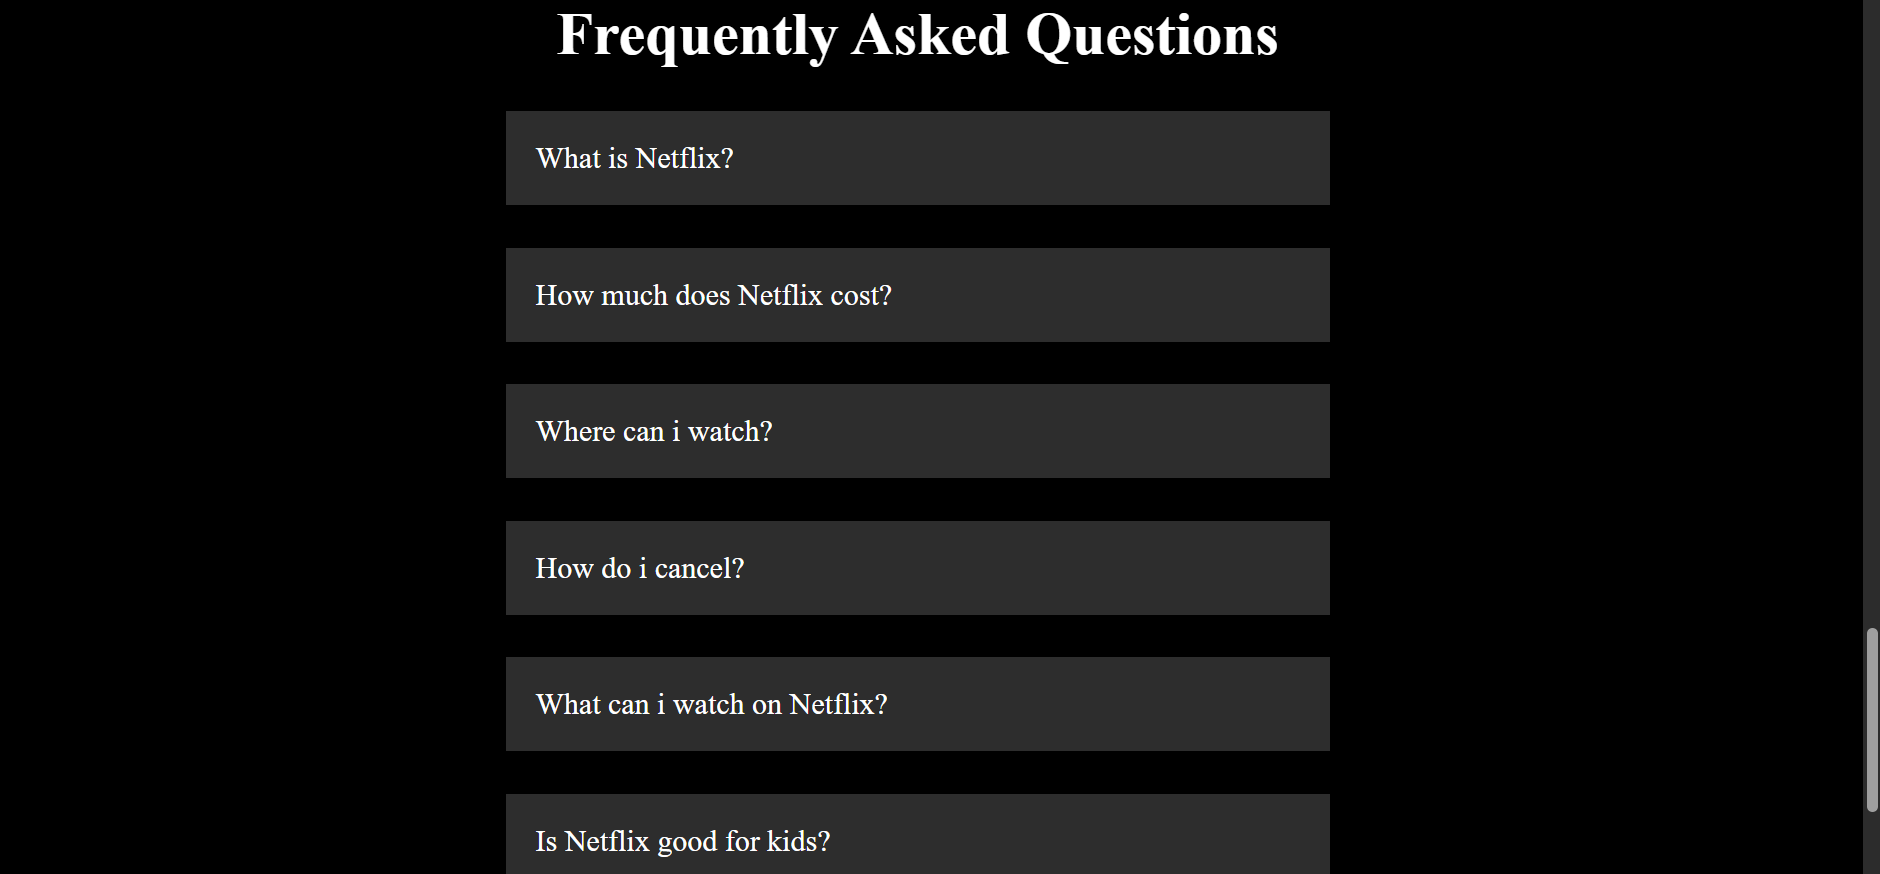 Frequently Asked Questions
What is Netflix?
How much does Netflix cost?
Where can i watch?
How do i cancel?
What can i watch on Netflix?
Is Netflix good for kids?